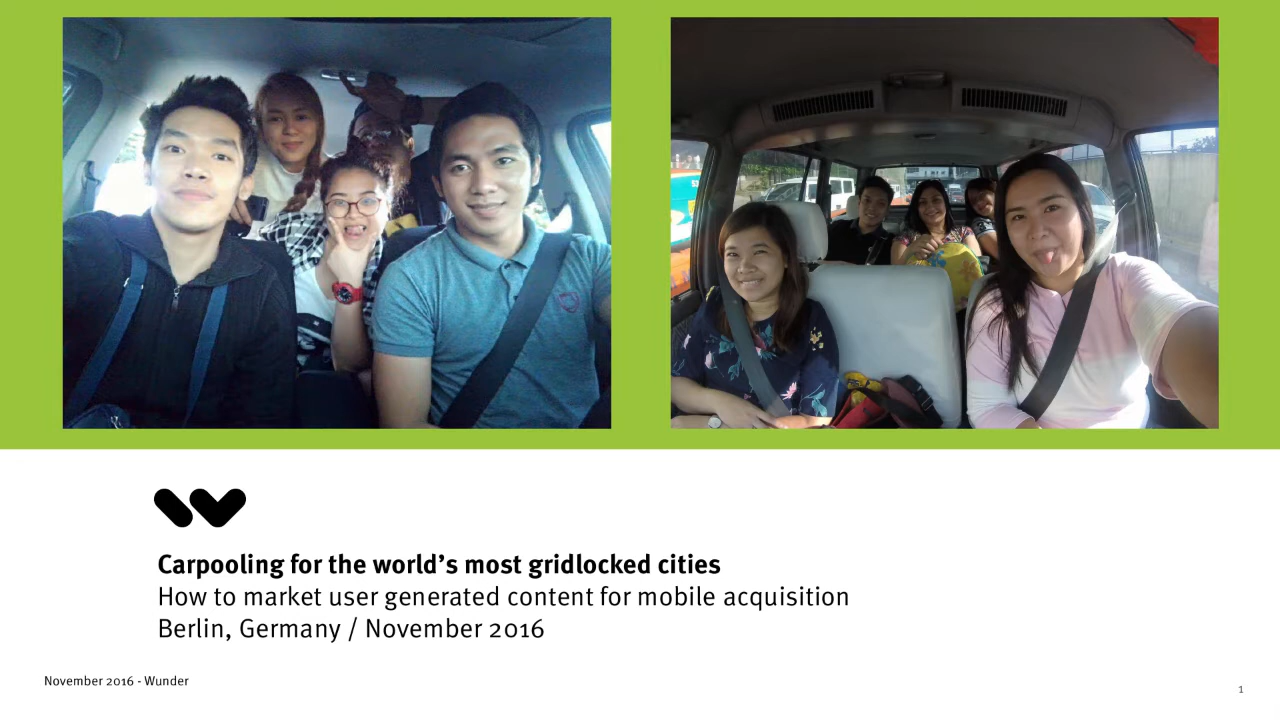 Carpooling for the world's most gridlocked cities
How to market user generated content for mobile acquisition
Berlin, Germany / November 2016
November 2016 - Wunder
1